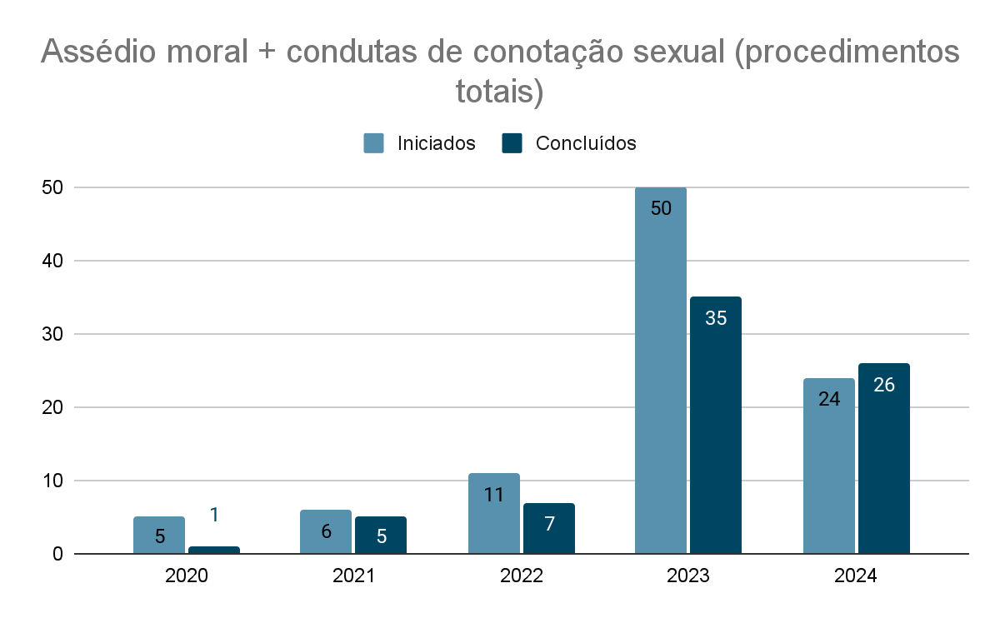 Assédio moral + condutas de conotação sexual (procedimentos
totais)
Iniciados Concluídos
50
40
30
20
10
0
5 1
6 5
11 7
50 35
24 26
2020 2021 2022 2023 2024